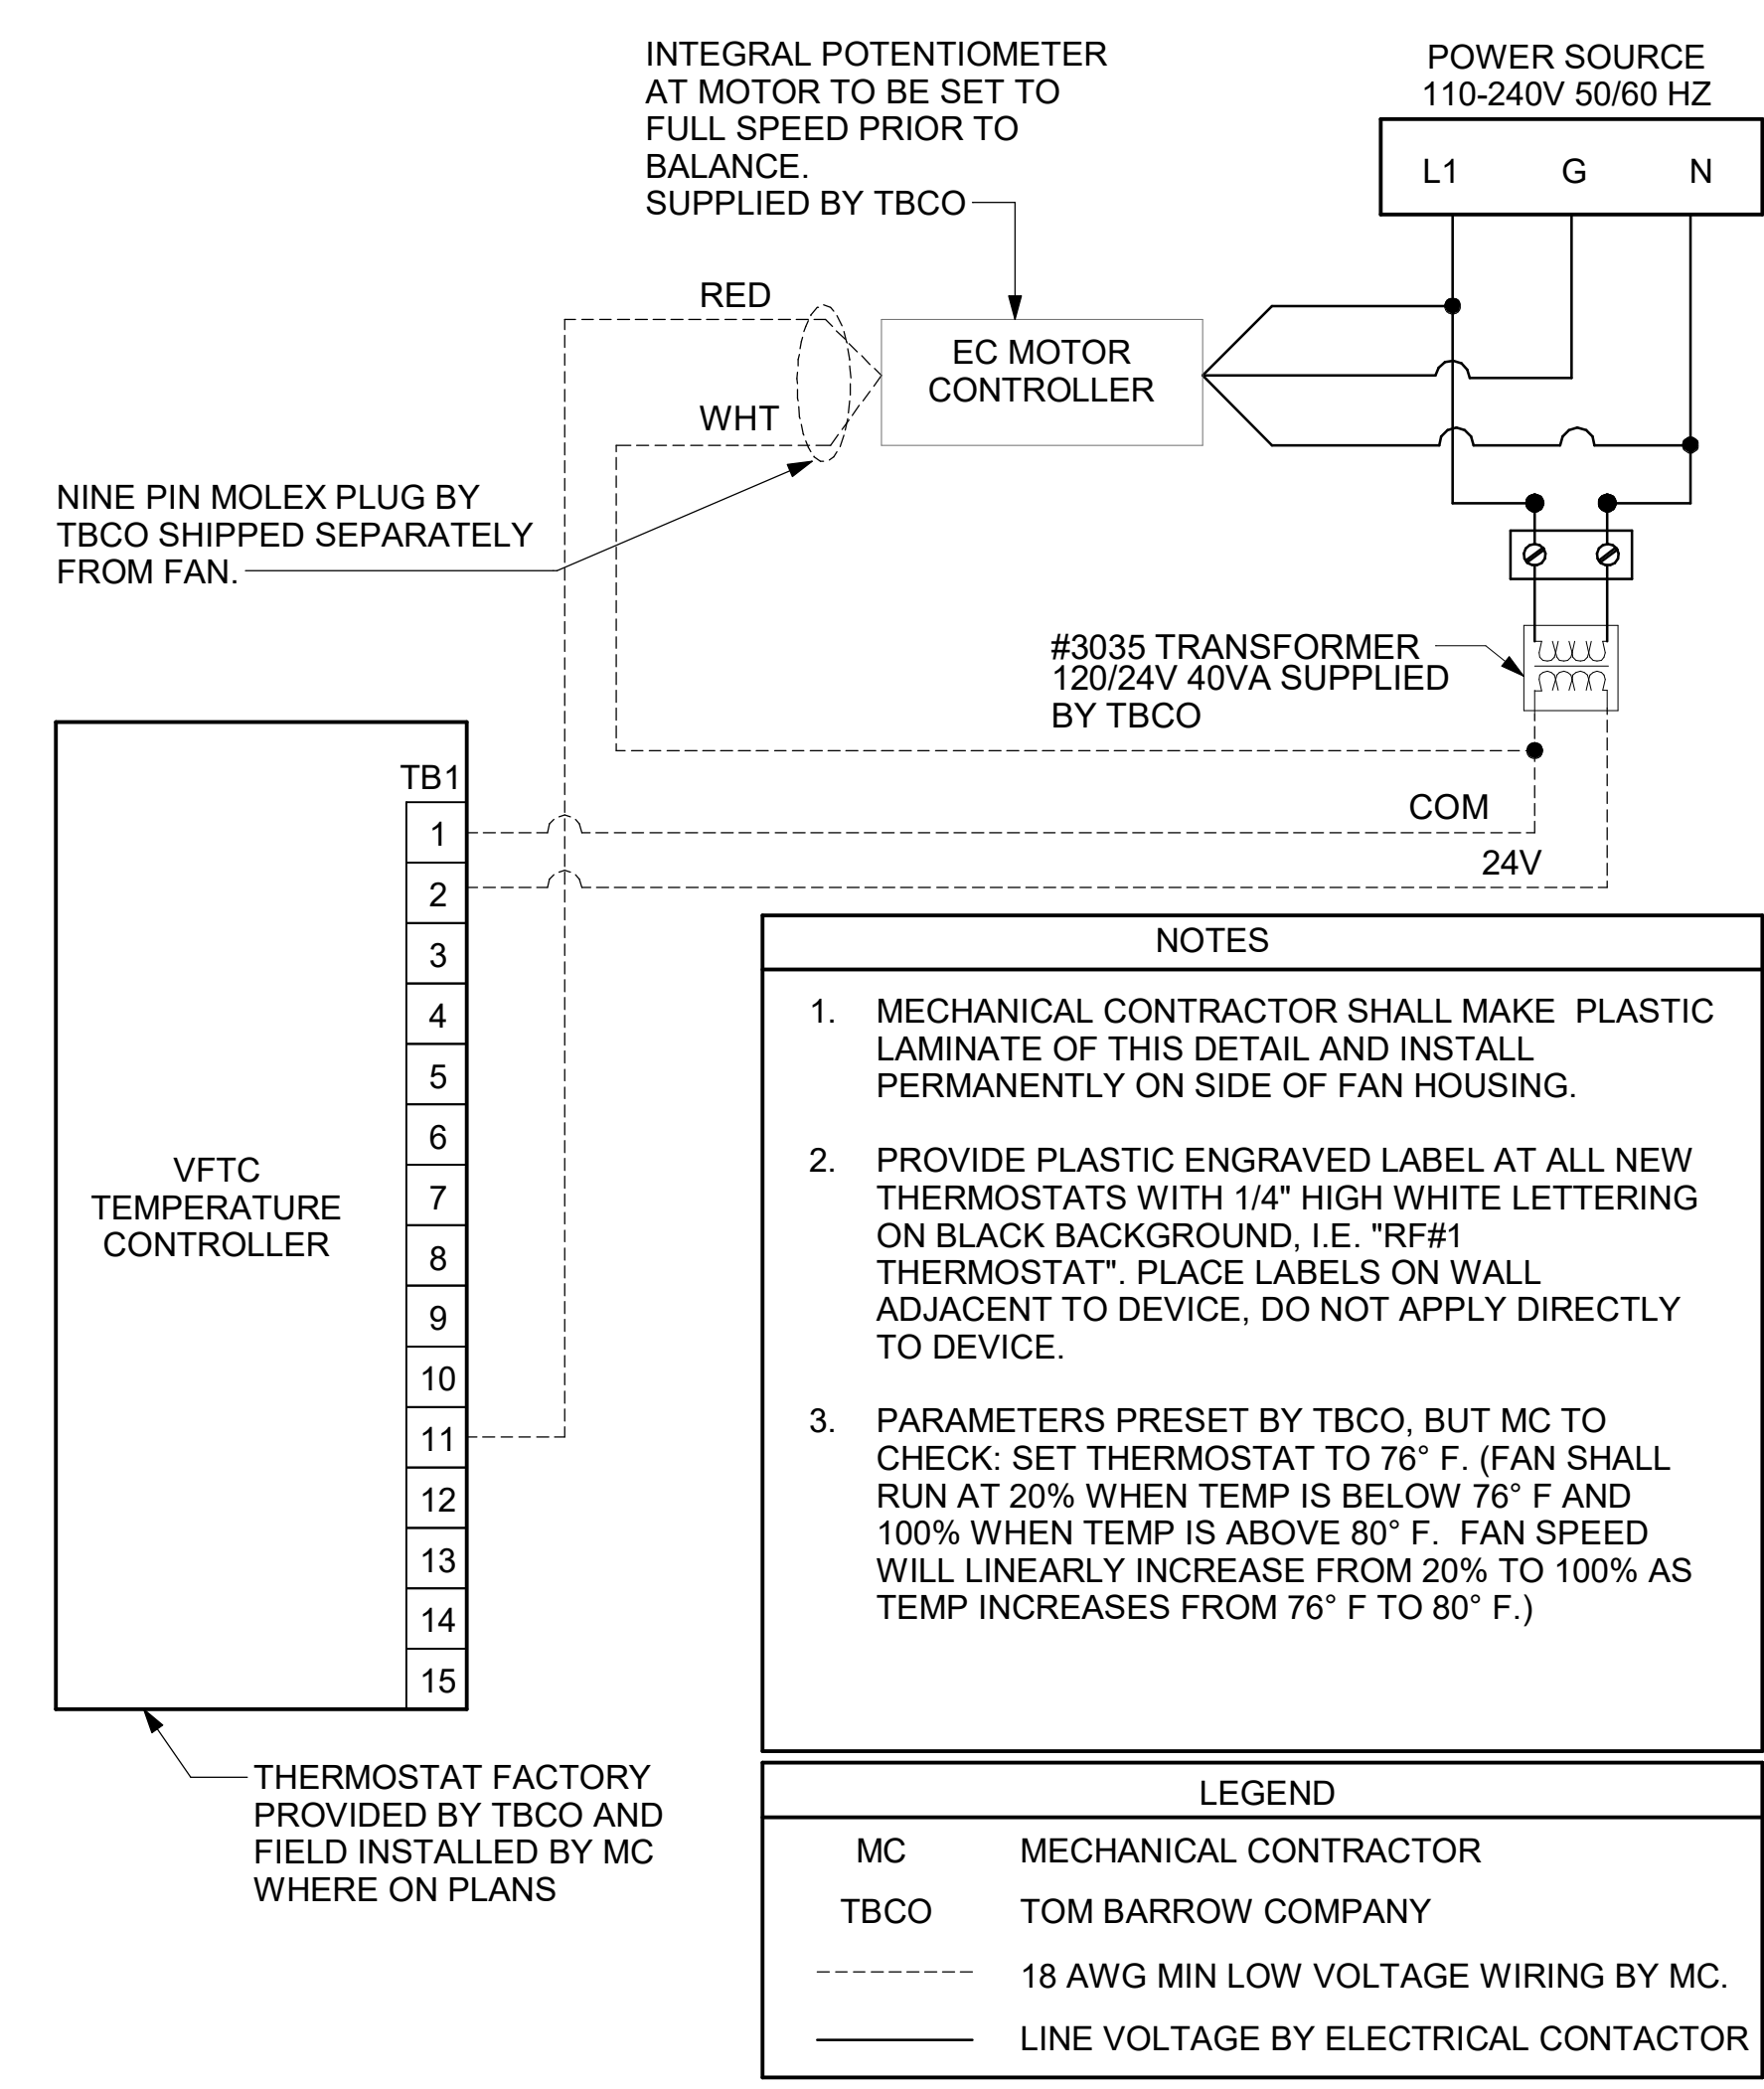 INTEGRAL POTENTIOMETER
AT MOTOR TO BE SET TO
FULL SPEED PRIOR TO
BALANCE.
SUPPLIED BY TBCO
POWER SOURCE
110-240V 50/60 HZ
L1 G N
RED
EC MOTOR
CONTROLLER
WHT
NINE PIN MOLEX PLUG BY
TBCO SHIPPED SEPARATELY
FROM FAN.
#3035 TRANSFORMER
120/24V 40VA SUPPLIED
BY TBCO
COM
24V
TB1
1
2
3
4
5
6
7
8
9
10
11
12
13
14
15
VFTC
TEMPERATURE
CONTROLLER
THERMOSTAT FACTORY
PROVIDED BY TBCO AND
FIELD INSTALLED BY MC
WHERE ON PLANS
NOTES
1. MECHANICAL CONTRACTOR SHALL MAKE PLASTIC
LAMINATE OF THIS DETAIL AND INSTALL
PERMANENTLY ON SIDE OF FAN HOUSING.
2. PROVIDE PLASTIC ENGRAVED LABEL AT ALL NEW
THERMOSTATS WITH 1/4" HIGH WHITE LETTERING
ON BLACK BACKGROUND, I.E. "RF#1
THERMOSTAT". PLACE LABELS ON WALL
ADJACENT TO DEVICE, DO NOT APPLY DIRECTLY
TO DEVICE.
3. PARAMETERS PRESET BY TBCO, BUT MC TO
CHECK: SET THERMOSTAT TO 76° F. (FAN SHALL
RUN AT 20% WHEN TEMP IS BELOW 76° F AND
100% WHEN TEMP IS ABOVE 80° F. FAN SPEED
WILL LINEARLY INCREASE FROM 20% TO 100% AS
TEMP INCREASES FROM 76° F TO 80° F.)
LEGEND
MC MECHANICAL CONTRACTOR
TBCO TOM BARROW COMPANY
18 AWG MIN LOW VOLTAGE WIRING BY MC.
LINE VOLTAGE BY ELECTRICAL CONTACTOR